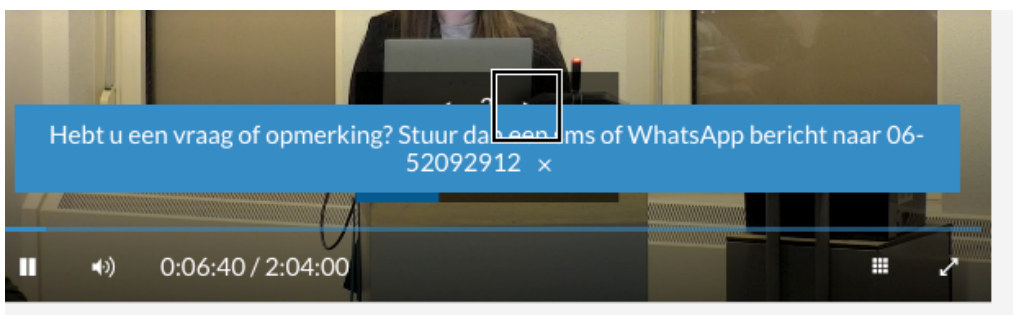 Hebt u een vraag of opmerking? Stuur dan een sms of WhatsApp bericht naar 06-
52092912 ×
0:06:40 / 2:04:00